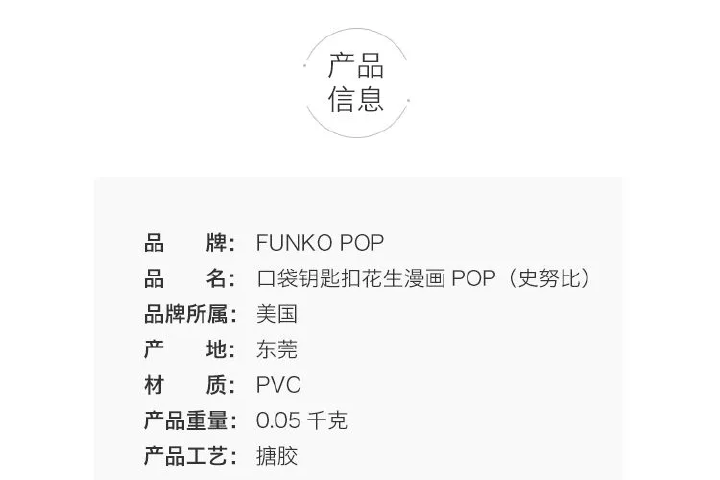 产品
信息
品 牌： FUNKO POP
品 名： 口袋钥匙扣花生漫画 POP（史努比）
品牌所属： 美国
产 地： 东莞
材 质： PVC
产品重量： 0.05 千克
产品工艺： 搪胶